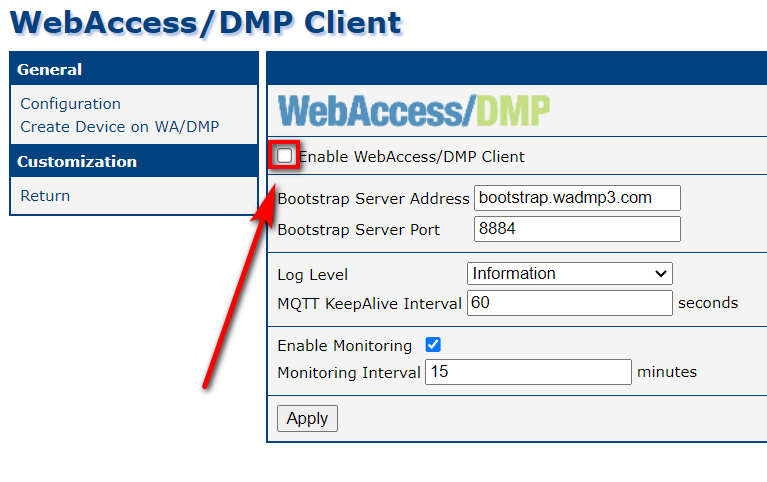 WebAccess/DMP Client
General
Configuration
Create Device on WA/DMP
Customization
Return
WebAccess/DMP
Enable WebAccess/DMP Client
Bootstrap Server Address bootstrap.wadmp3.com
Bootstrap Server Port 8884
Log Level Information
MQTT KeepAlive Interval 60 seconds
Enable Monitoring
Monitoring Interval 15 minutes
Apply